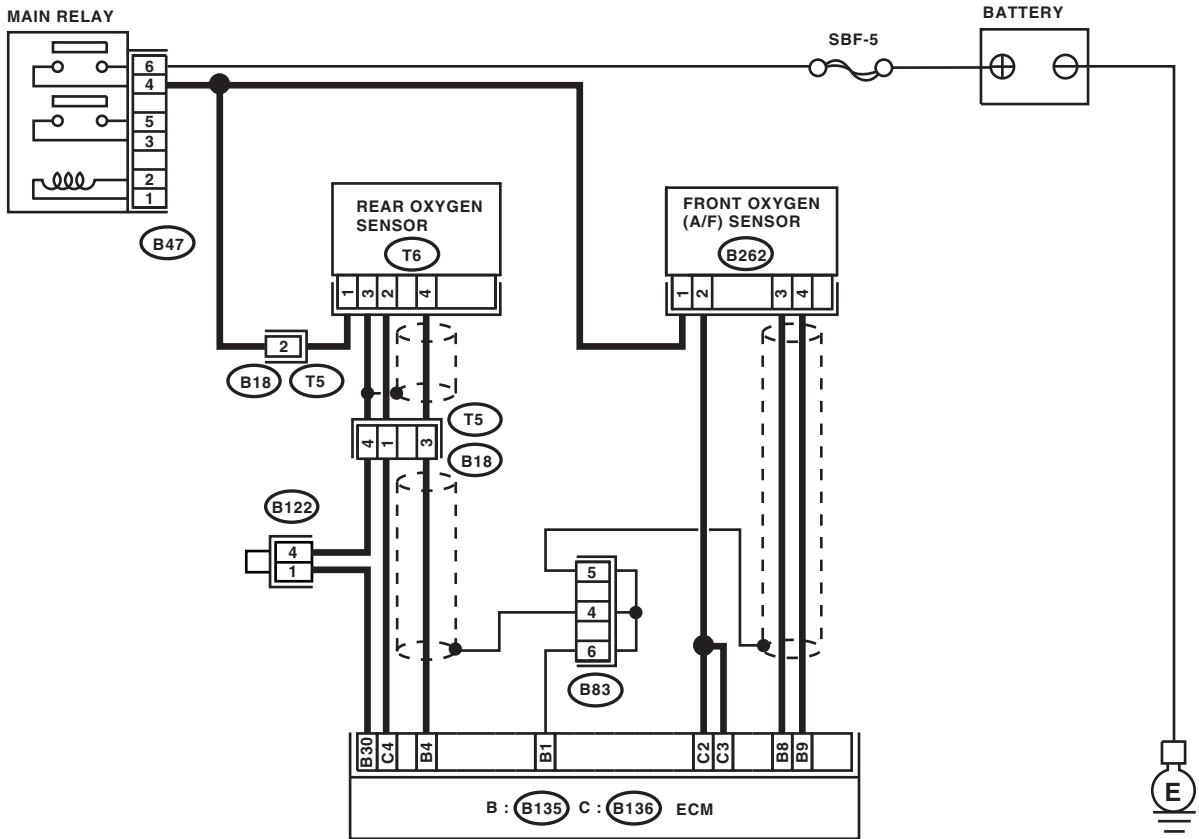 MAIN RELAY
BATTERY
SBF-5
6
4
5
3
2
1
B47
REAR OXYGEN
SENSOR
T6
1 3 2 4
FRONT OXYGEN
(A/F) SENSOR
B262
1 2 3 4
2
B18 T5
4 1 3
T5
B18
B122
4
1
5
4
6
B83
B30 C4 B4 B1 C2 C3 B8 B9
B : B135 C : B136 ECM
E